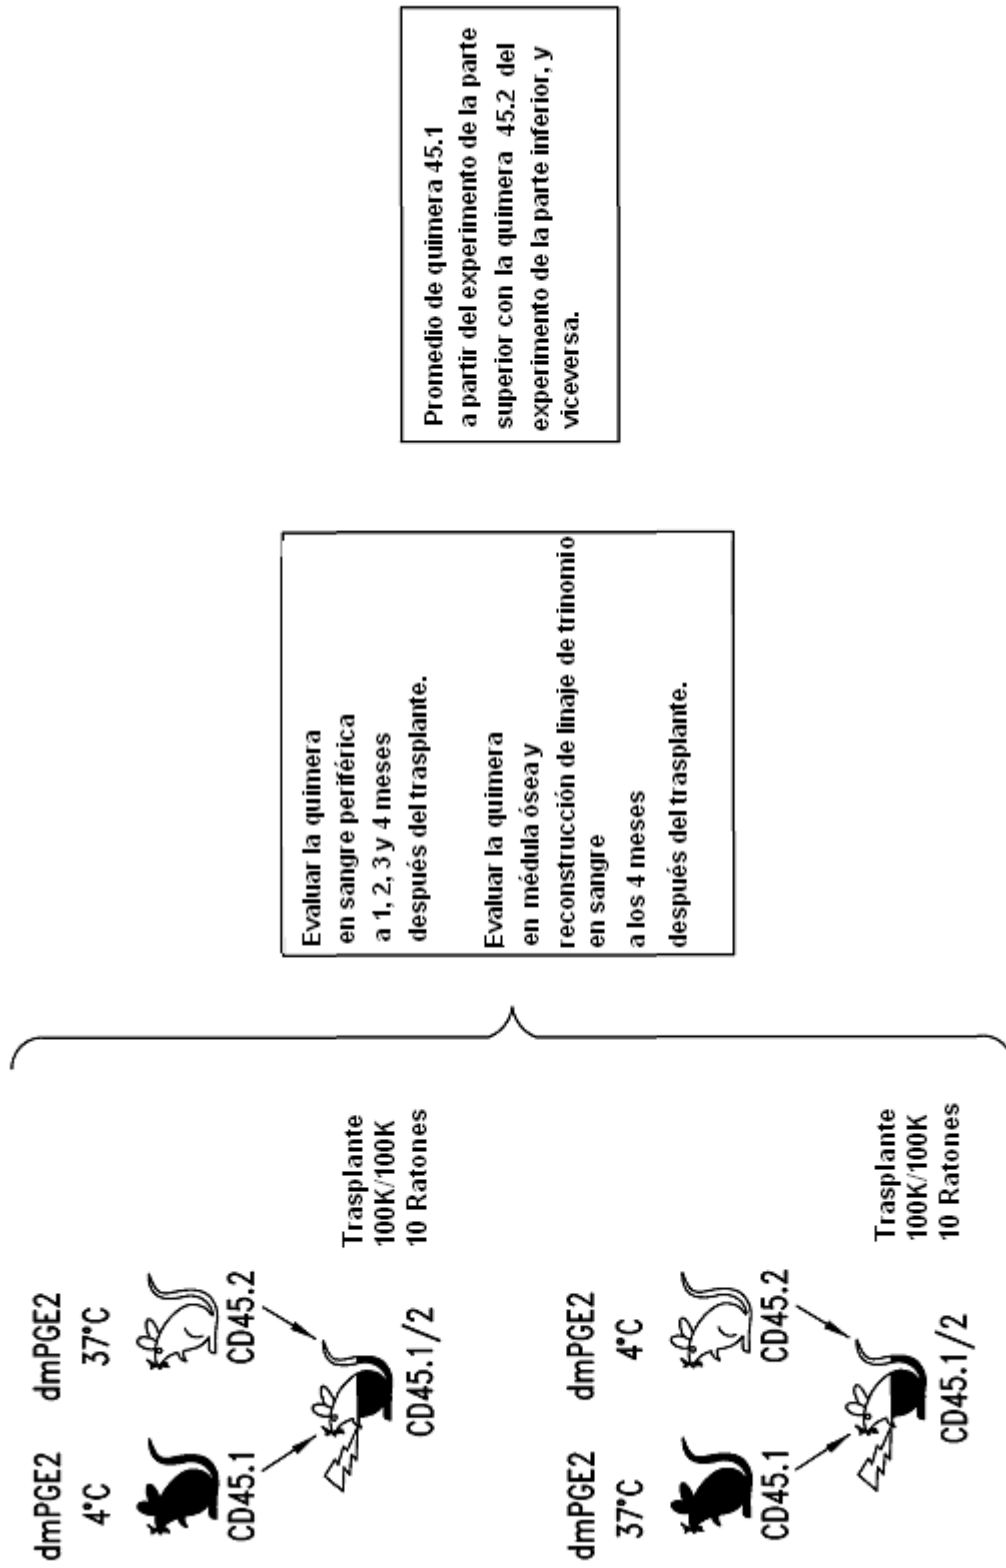 dmPGE2 dmPGE2
4°C 37°C
CD45.1 CD45.2
CD45.1/2
Trasplante
100K/100K
10 Ratones
dmPGE2 dmPGE2
37°C 4°C
CD45.1 CD45.2
CD45.1/2
Trasplante
100K/100K
10 Ratones
Evaluar la quimera
en sangre periférica
a 1, 2, 3 y 4 meses
después del trasplante.
Evaluar la quimera
en médula ósea y
reconstrucción de linaje de trinomio
en sangre
a los 4 meses
después del trasplante.
Promedio de quimera 45.1
a partir del experimento de la parte
superior con la quimera 45.2 del
experimento de la parte inferior, y
viceversa.